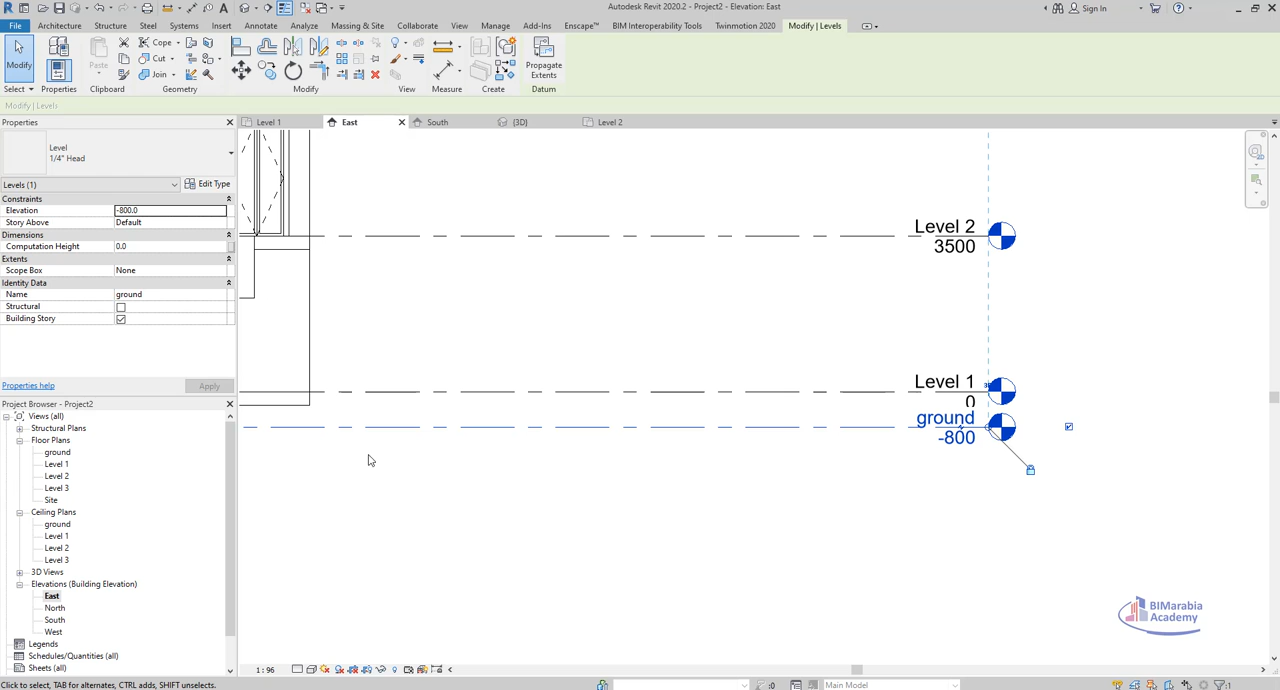 Autodesk Revit 2020.2 - Project2 - Elevation: East
Sign In
File Architecture Structure Steel Systems Insert Annotate Analyze Massing & Site Collaborate View Manage Add-Ins Enscape™ BIM Interoperability Tools Twinmotion 2020 Modify | Levels
Modify
Properties
Paste
Cope
Cut
Join
Propagate
Extents
Select Properties Clipboard Geometry Modify View Measure Create Datum
Modify | Levels
Properties
Level 1 East South {3D} Level 2
Level
1/4" Head
Levels (1) Edit Type
Constraints
Elevation -800.0
Story Above Default
Dimensions
Computation Height 0.0
Extents
Scope Box None
Identity Data
Name ground
Structural
Building Story
Properties help Apply
Project Browser - Project2
Views (all)
Structural Plans
Floor Plans
ground
Level 1
Level 2
Level 3
Site
Ceiling Plans
ground
Level 1
Level 2
Level 3
3D Views
Elevations (Building Elevation)
East
North
South
West
Legends
Schedules/Quantities (all)
Sheets (all)
Level 2
3500
Level 1
0
ground
-800
BIMarabia
Academy
1 : 96
Click to select, TAB for alternates, CTRL adds, SHIFT unselects.
:0
Main Model
:1